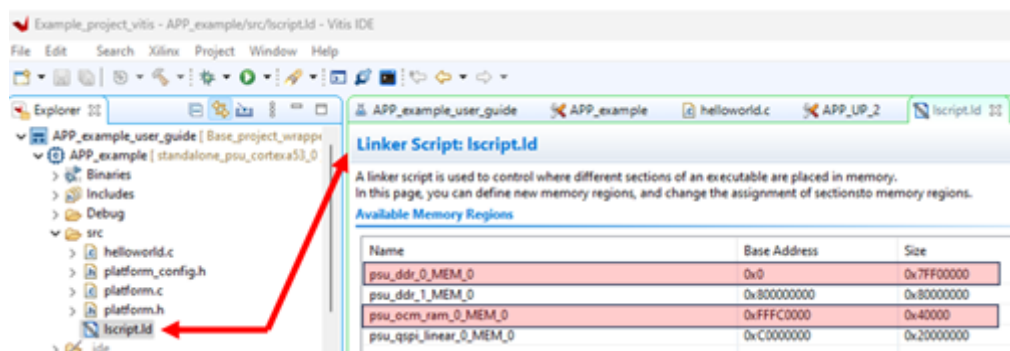 Example_project_vitis - APP_example/src/lscript.ld - Vitis IDE
File Edit Search Xilinx Project Window Help
Explorer
APP_example_user_guide
APP_example
helloworld.c
APP_UP_2
lscript.ld
APP_example_user_guide [ Base_project_wrappe
APP_example [ standalone_psu_cortexa53_0
Binaries
Includes
Debug
src
helloworld.c
platform_config.h
platform.c
platform.h
lscript.ld
ide
Linker Script: lscript.ld
A linker script is used to control where different sections of an executable are placed in memory.
In this page, you can define new memory regions, and change the assignment of sectionsto memory regions.
Available Memory Regions
Name Base Address Size
psu_ddr_0_MEM_0 0x0 0x7FF00000
psu_ddr_1_MEM_0 0x800000000 0x80000000
psu_ocm_ram_0_MEM_0 0xFFFC0000 0x40000
psu_qspi_linear_0_MEM_0 0xC0000000 0x20000000